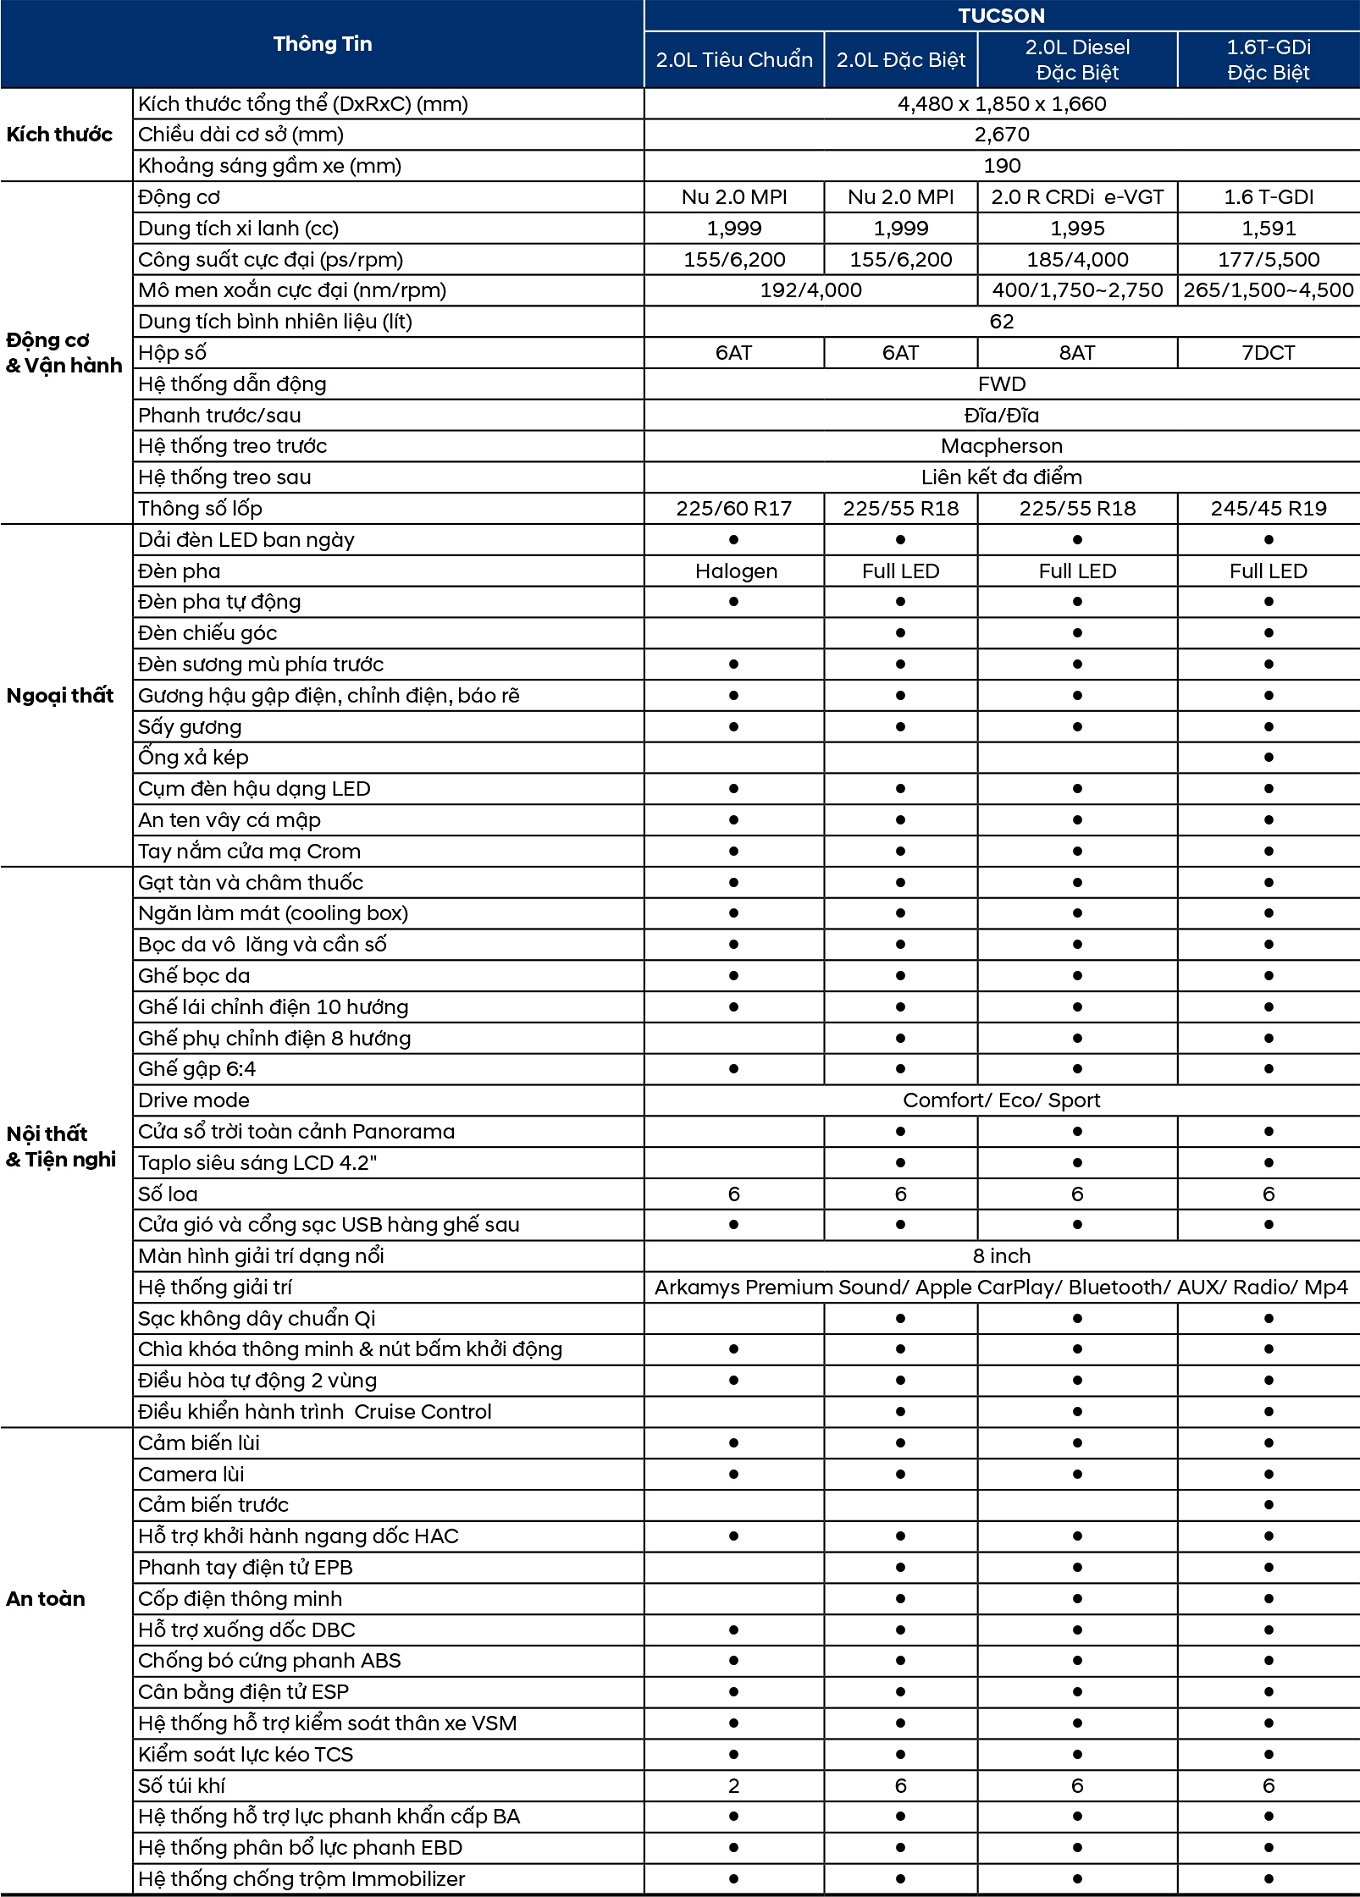 Thông Tin
TUCSON
2.0L Tiêu Chuẩn | 2.0L Đặc Biệt | 2.0L Diesel Đặc Biệt | 1.6T-GDi Đặc Biệt
Kích thước
Kích thước tổng thể (DxRxC) (mm) | 4,480 x 1,850 x 1,660
Chiều dài cơ sở (mm) | 2,670
Khoảng sáng gầm xe (mm) | 190
Động cơ
& Vận hành
Động cơ | Nu 2.0 MPI | Nu 2.0 MPI | 2.0 R CRDi e-VGT | 1.6 T-GDI
Dung tích xi lanh (cc) | 1,999 | 1,999 | 1,995 | 1,591
Công suất cực đại (ps/rpm) | 155/6,200 | 155/6,200 | 185/4,000 | 177/5,500
Mô men xoắn cực đại (nm/rpm) | 192/4,000 | 400/1,750~2,750 | 265/1,500~4,500
Dung tích bình nhiên liệu (lít) | 62
Hộp số | 6AT | 6AT | 8AT | 7DCT
Hệ thống dẫn động | FWD
Phanh trước/sau | Đĩa/Đĩa
Hệ thống treo trước | Macpherson
Hệ thống treo sau | Liên kết đa điểm
Thông số lốp | 225/60 R17 | 225/55 R18 | 225/55 R18 | 245/45 R19
Ngoại thất
Dải đèn LED ban ngày | ● | ● | ● | ●
Đèn pha | Halogen | Full LED | Full LED | Full LED
Đèn pha tự động | ● | ● | ● | ●
Đèn chiếu góc | | ● | ● | ●
Đèn sương mù phía trước | ● | ● | ● | ●
Gương hậu gập điện, chỉnh điện, báo rẽ | ● | ● | ● | ●
Sấy gương | ● | ● | ● | ●
Ống xả kép | | | | ●
Cụm đèn hậu dạng LED | ● | ● | ● | ●
An ten vây cá mập | ● | ● | ● | ●
Tay nắm cửa mạ Crom | ● | ● | ● | ●
Nội thất
& Tiện nghi
Gạt tàn và châm thuốc | ● | ● | ● | ●
Ngăn làm mát (cooling box) | ● | ● | ● | ●
Bọc da vô lăng và cần số | ● | ● | ● | ●
Ghế bọc da | ● | ● | ● | ●
Ghế lái chỉnh điện 10 hướng | ● | ● | ● | ●
Ghế phụ chỉnh điện 8 hướng | | ● | ● | ●
Ghế gập 6:4 | ● | ● | ● | ●
Drive mode | Comfort/ Eco/ Sport
Cửa sổ trời toàn cảnh Panorama | | ● | ● | ●
Taplo siêu sáng LCD 4.2" | | ● | ● | ●
Số loa | 6 | 6 | 6 | 6
Cửa gió và cổng sạc USB hàng ghế sau | ● | ● | ● | ●
Màn hình giải trí dạng nổi | 8 inch
Hệ thống giải trí | Arkamys Premium Sound/ Apple CarPlay/ Bluetooth/ AUX/ Radio/ Mp4
Sạc không dây chuẩn Qi | | ● | ● | ●
Chìa khóa thông minh & nút bấm khởi động | ● | ● | ● | ●
Điều hòa tự động 2 vùng | ● | ● | ● | ●
Điều khiển hành trình Cruise Control | | ● | ● | ●
An toàn
Cảm biến lùi | ● | ● | ● | ●
Camera lùi | ● | ● | ● | ●
Cảm biến trước | | | | ●
Hỗ trợ khởi hành ngang dốc HAC | ● | ● | ● | ●
Phanh tay điện tử EPB | | ● | ● | ●
Cốp điện thông minh | | ● | ● | ●
Hỗ trợ xuống dốc DBC | ● | ● | ● | ●
Chống bó cứng phanh ABS | ● | ● | ● | ●
Cân bằng điện tử ESP | ● | ● | ● | ●
Hệ thống hỗ trợ kiểm soát thân xe VSM | ● | ● | ● | ●
Kiểm soát lực kéo TCS | ● | ● | ● | ●
Số túi khí | 2 | 6 | 6 | 6
Hệ thống hỗ trợ lực phanh khẩn cấp BA | ● | ● | ● | ●
Hệ thống phân bổ lực phanh EBD | ● | ● | ● | ●
Hệ thống chống trộm Immobilizer | ● | ● | ● | ●